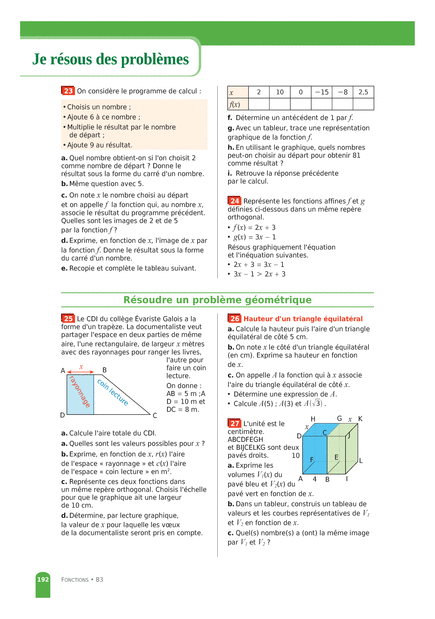 Je résous des problèmes
23 On considère le programme de calcul :
• Choisis un nombre ;
• Ajoute 6 à ce nombre ;
• Multiplie le résultat par le nombre
de départ ;
• Ajoute 9 au résultat.
a. Quel nombre obtient-on si l'on choisit 2
comme nombre de départ ? Donne le
résultat sous la forme du carré d'un nombre.
b. Même question avec 5.
c. On note x le nombre choisi au départ
et on appelle f la fonction qui, au nombre x,
associe le résultat du programme précédent.
Quelles sont les images de 2 et de 5
par la fonction f ?
d. Exprime, en fonction de x, l'image de x par
la fonction f. Donne le résultat sous la forme
du carré d'un nombre.
e. Recopie et complète le tableau suivant.
x 2 10 0 −15 −8 2,5
f(x)
f. Détermine un antécédent de 1 par f.
g. Avec un tableur, trace une représentation
graphique de la fonction f.
h. En utilisant le graphique, quels nombres
peut-on choisir au départ pour obtenir 81
comme résultat ?
i. Retrouve la réponse précédente
par le calcul.
24 Représente les fonctions affines f et g
définies ci-dessous dans un même repère
orthogonal.
• f(x) = 2x + 3
• g(x) = 3x − 1
Résous graphiquement l'équation
et l'inéquation suivantes.
• 2x + 3 = 3x − 1
• 3x − 1 > 2x + 3
Résoudre un problème géométrique
25 Le CDI du collège Évariste Galois a la
forme d'un trapèze. La documentaliste veut
partager l'espace en deux parties de même
aire, l'une rectangulaire, de largeur x mètres
avec des rayonnages pour ranger les livres,
l'autre pour
faire un coin
lecture.
On donne :
AB = 5 m ;A
D = 10 m et
DC = 8 m.
A x B
rayonnage
coin lecture
D C
a. Calcule l'aire totale du CDI.
a. Quelles sont les valeurs possibles pour x ?
b. Exprime, en fonction de x, r(x) l'aire
de l'espace « rayonnage » et c(x) l'aire
de l'espace « coin lecture » en m².
c. Représente ces deux fonctions dans
un même repère orthogonal. Choisis l'échelle
pour que le graphique ait une largeur
de 10 cm.
d. Détermine, par lecture graphique,
la valeur de x pour laquelle les vœux
de la documentaliste seront pris en compte.
26 Hauteur d'un triangle équilatéral
a. Calcule la hauteur puis l'aire d'un triangle
équilatéral de côté 5 cm.
b. On note x le côté d'un triangle équilatéral
(en cm). Exprime sa hauteur en fonction
de x.
c. On appelle A la fonction qui à x associe
l'aire du triangle équilatéral de côté x.
• Détermine une expression de A.
• Calcule A(5) ; A(3) et A(√3) .
27 L'unité est le
centimètre.
ABCDFEGH
et BIJCELKG sont deux
pavés droits.
a. Exprime les
volumes V1(x) du
pavé bleu et V2(x) du
pavé vert en fonction de x.
H G x K
x
D C J
10
F E L
A 4 B I
b. Dans un tableur, construis un tableau de
valeurs et les courbes représentatives de V1
et V2 en fonction de x.
c. Quel(s) nombre(s) a (ont) la même image
par V1 et V2 ?
192 FONCTIONS • B3